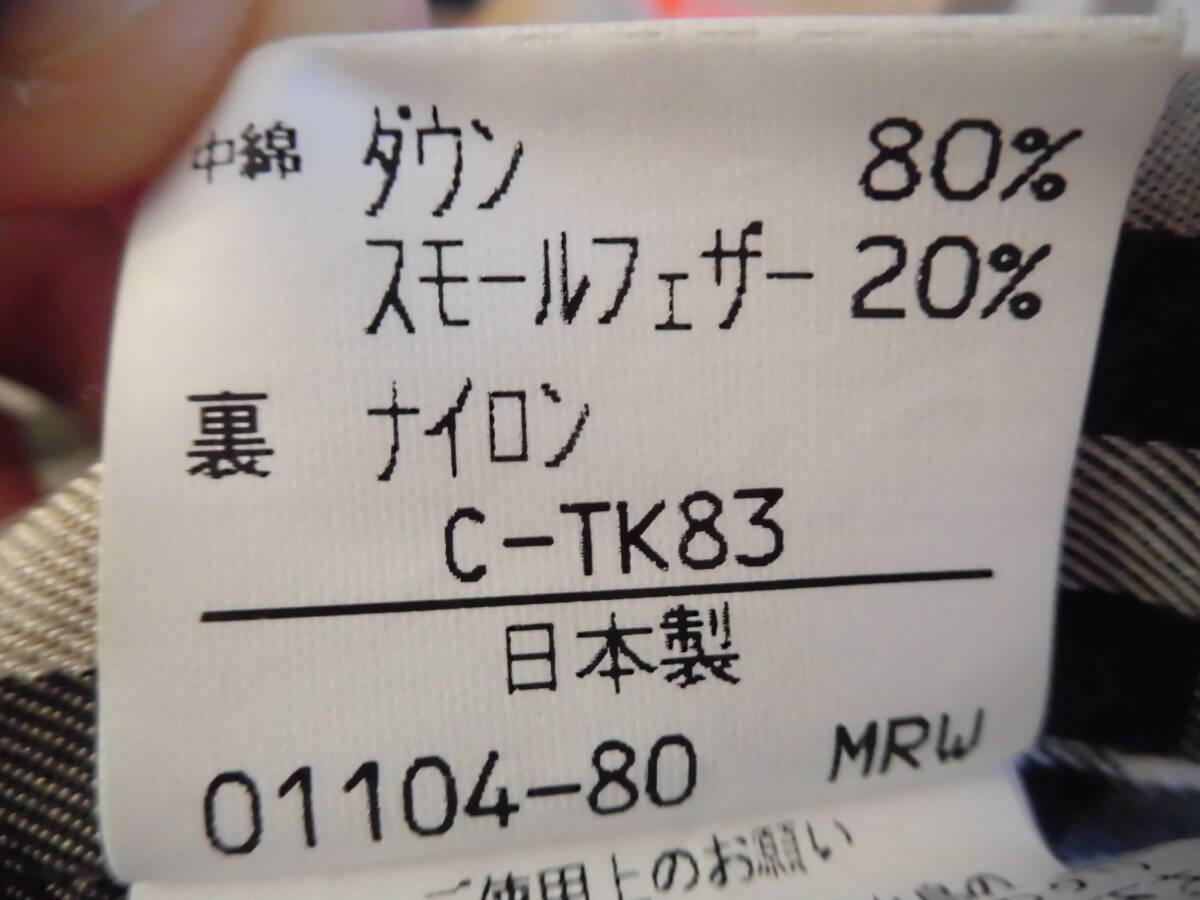 中綿 ダウン 80%
スモールフェザー 20%
裏 ナイロン
C-TK83
日本製
01104-80 MRW
ご使用上のお願い